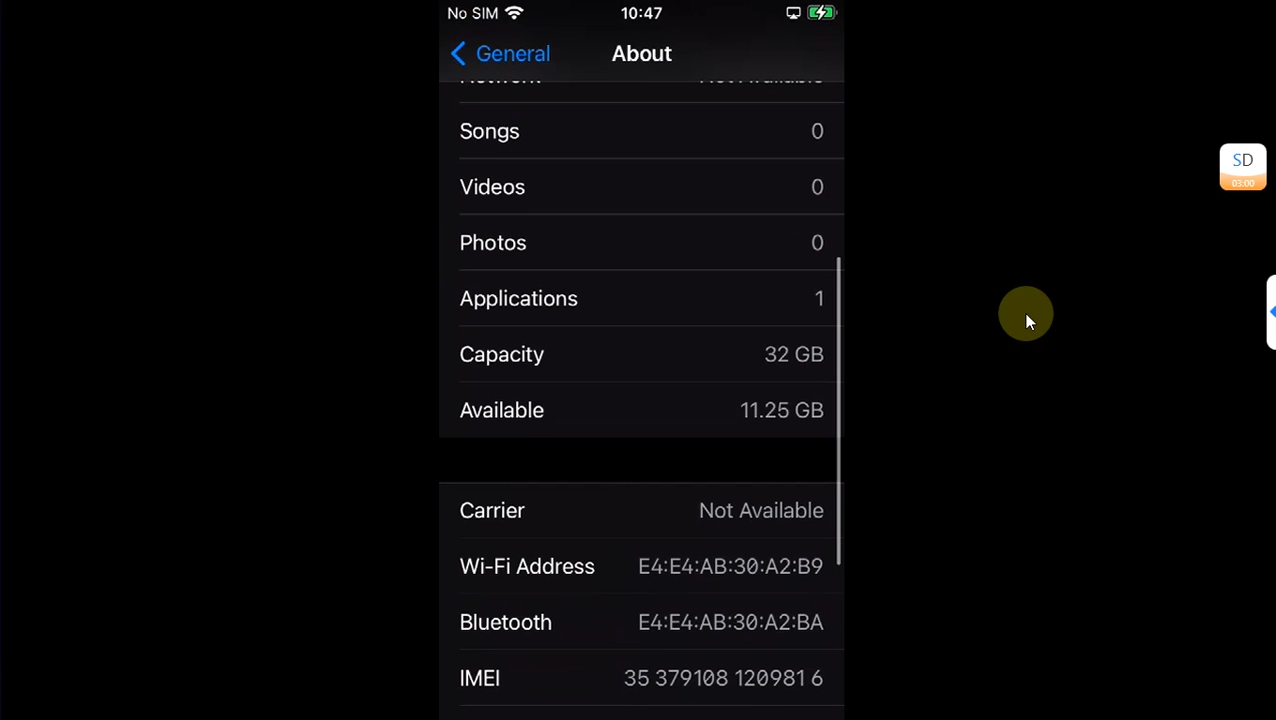 No SIM 10:47
General About
Songs 0
Videos 0
Photos 0
Applications 1
Capacity 32 GB
Available 11.25 GB
Carrier Not Available
Wi-Fi Address E4:E4:AB:30:A2:B9
Bluetooth E4:E4:AB:30:A2:BA
IMEI 35 379108 120981 6
SD
03:00